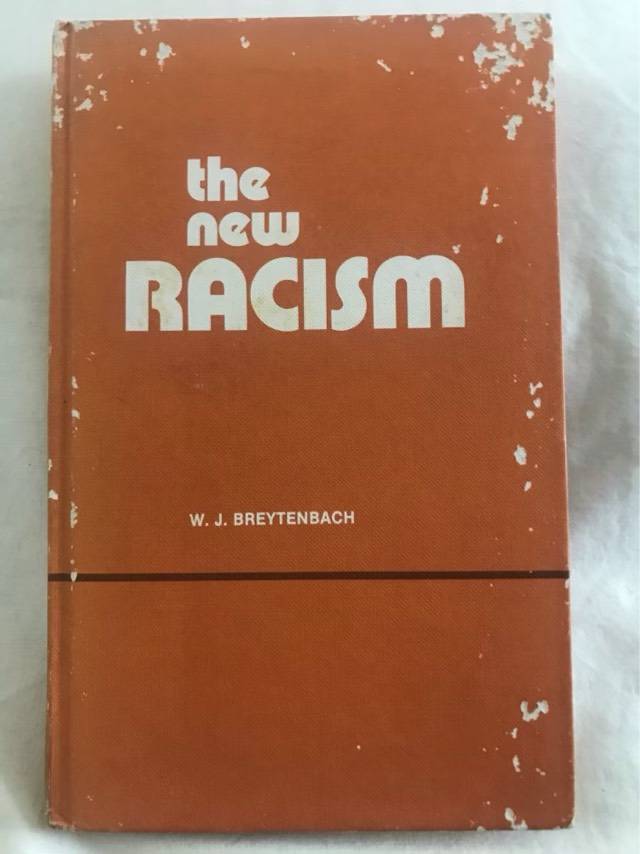 the
new
RACISM
W. J. BREYTENBACH